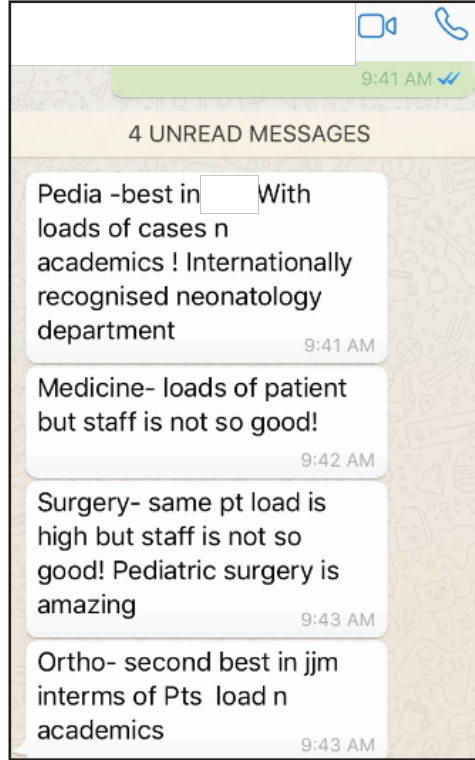 9:41 AM
4 UNREAD MESSAGES
Pedia -best in With
loads of cases n
academics ! Internationally
recognised neonatology
department
9:41 AM
Medicine- loads of patient
but staff is not so good!
9:42 AM
Surgery- same pt load is
high but staff is not so
good! Pediatric surgery is
amazing
9:43 AM
Ortho- second best in jjm
interms of Pts load n
academics
9:43 AM